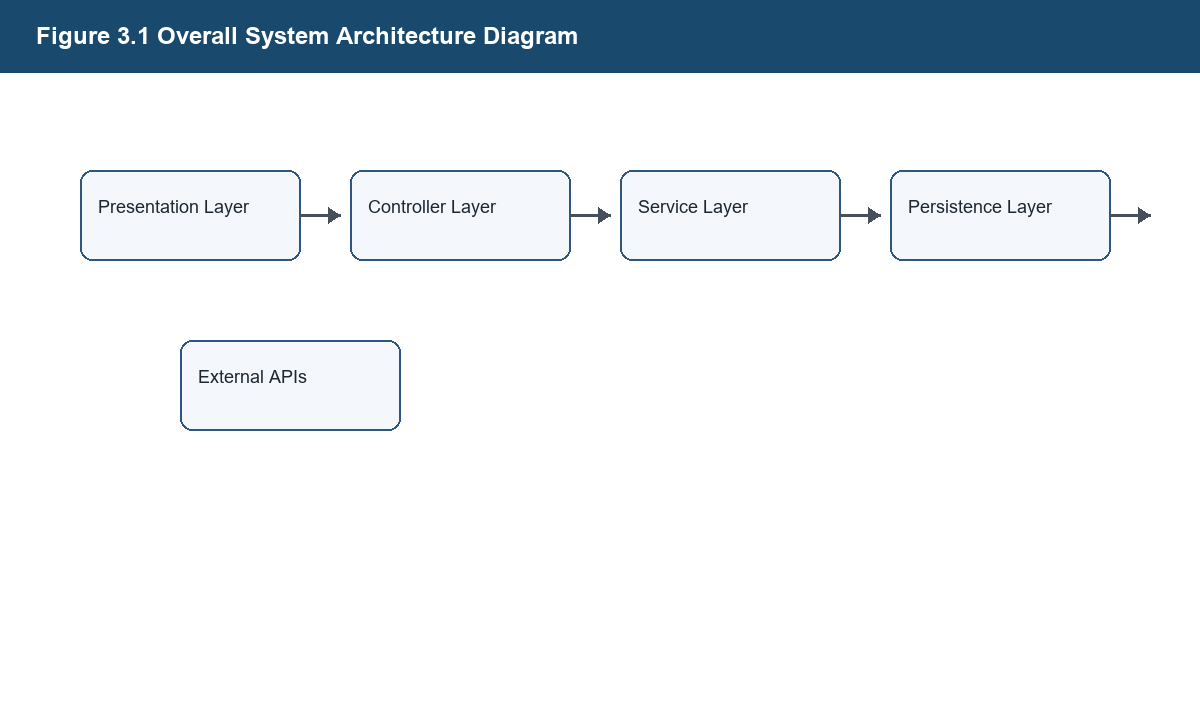 Figure 3.1 Overall System Architecture Diagram
Presentation Layer
Controller Layer
Service Layer
Persistence Layer
External APIs